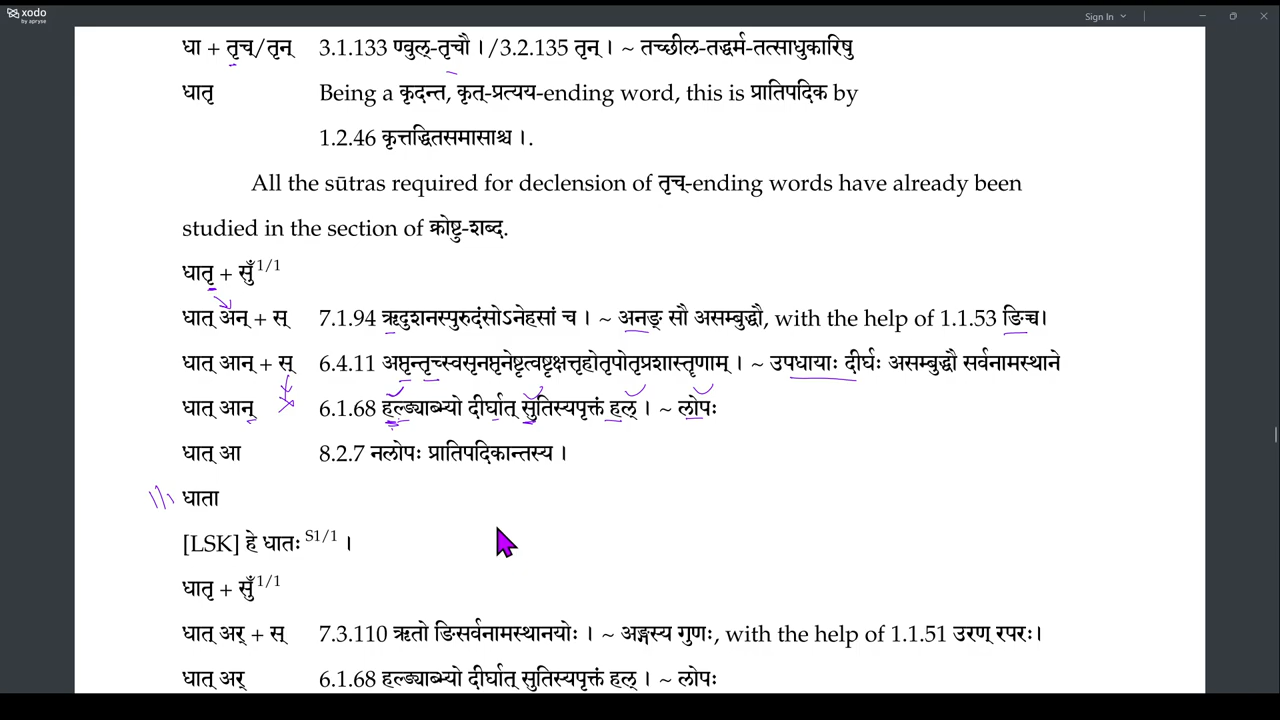 xodo
by apryse
Sign In
धा + तृच्/तृन् 3.1.133 ण्वुल्-तृचौ । /3.2.135 तृन् । ~ तच्छील-तद्धर्म-तत्साधुकारिषु
धातृ Being a कृदन्त, कृत्-प्रत्यय-ending word, this is प्रातिपदिक by
1.2.46 कृत्तद्धितसमासाश्च ।.
All the sūtras required for declension of तृच्-ending words have already been
studied in the section of क्रोष्टु-शब्द.
धातृ + सुँ 1/1
धात् अन् + स् 7.1.94 ऋदुशनस्पुरुदंसोऽनेहसां च । ~ अनङ् सौ असम्बुद्धौ, with the help of 1.1.53 ङिच्च।
धात् आन् + स् 6.4.11 अप्तृन्तृच्स्वसृनप्तृनेष्टृत्वष्टृक्षत्तृहोतृपोतृप्रशास्तॄणाम् । ~ उपधायाः दीर्घः असम्बुद्धौ सर्वनामस्थाने
धात् आन् 6.1.68 हल्ङ्याब्भ्यो दीर्घात् सुतिस्यपृक्तं हल् । ~ लोपः
धात् आ 8.2.7 नलोपः प्रातिपदिकान्तस्य ।
धाता
[LSK] हे धातः S1/1 ।
धातृ + सुँ 1/1
धात् अर् + स् 7.3.110 ऋतो ङिसर्वनामस्थानयोः । ~ अङ्गस्य गुणः, with the help of 1.1.51 उरण् रपरः।
धात् अर् 6.1.68 हल्ङ्याब्भ्यो दीर्घात् सुतिस्यपृक्तं हल् । ~ लोपः